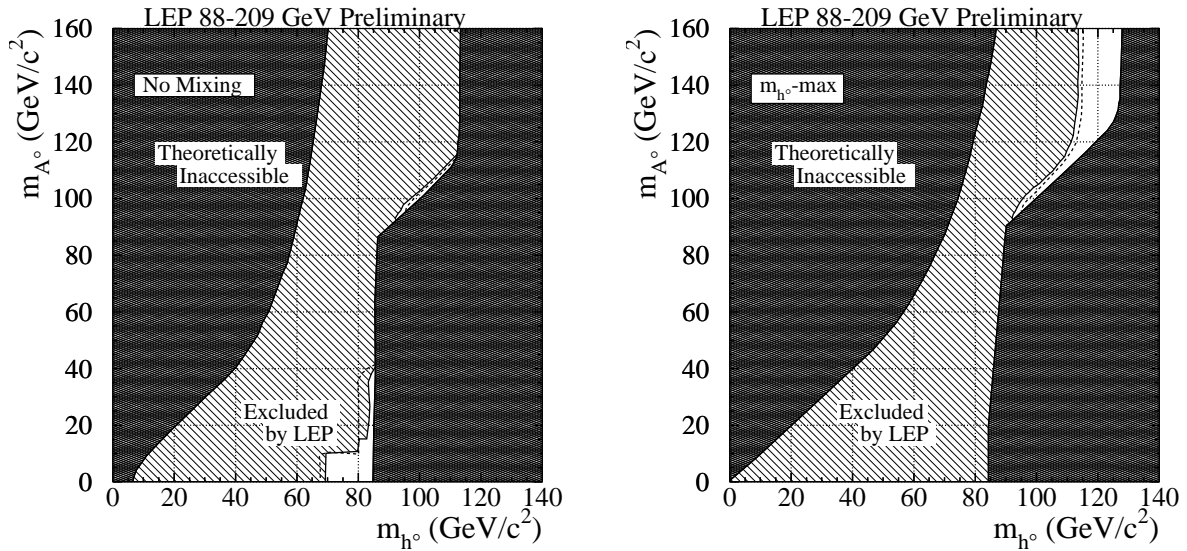 LEP 88-209 GeV Preliminary
m_A° (GeV/c²)
160
140
120
100
80
60
40
20
0
No Mixing
Theoretically
Inaccessible
Excluded
by LEP
0 20 40 60 80 100 120 140
m_h° (GeV/c²)
LEP 88-209 GeV Preliminary
m_A° (GeV/c²)
160
140
120
100
80
60
40
20
0
m_h°-max
Theoretically
Inaccessible
Excluded
by LEP
0 20 40 60 80 100 120 140
m_h° (GeV/c²)